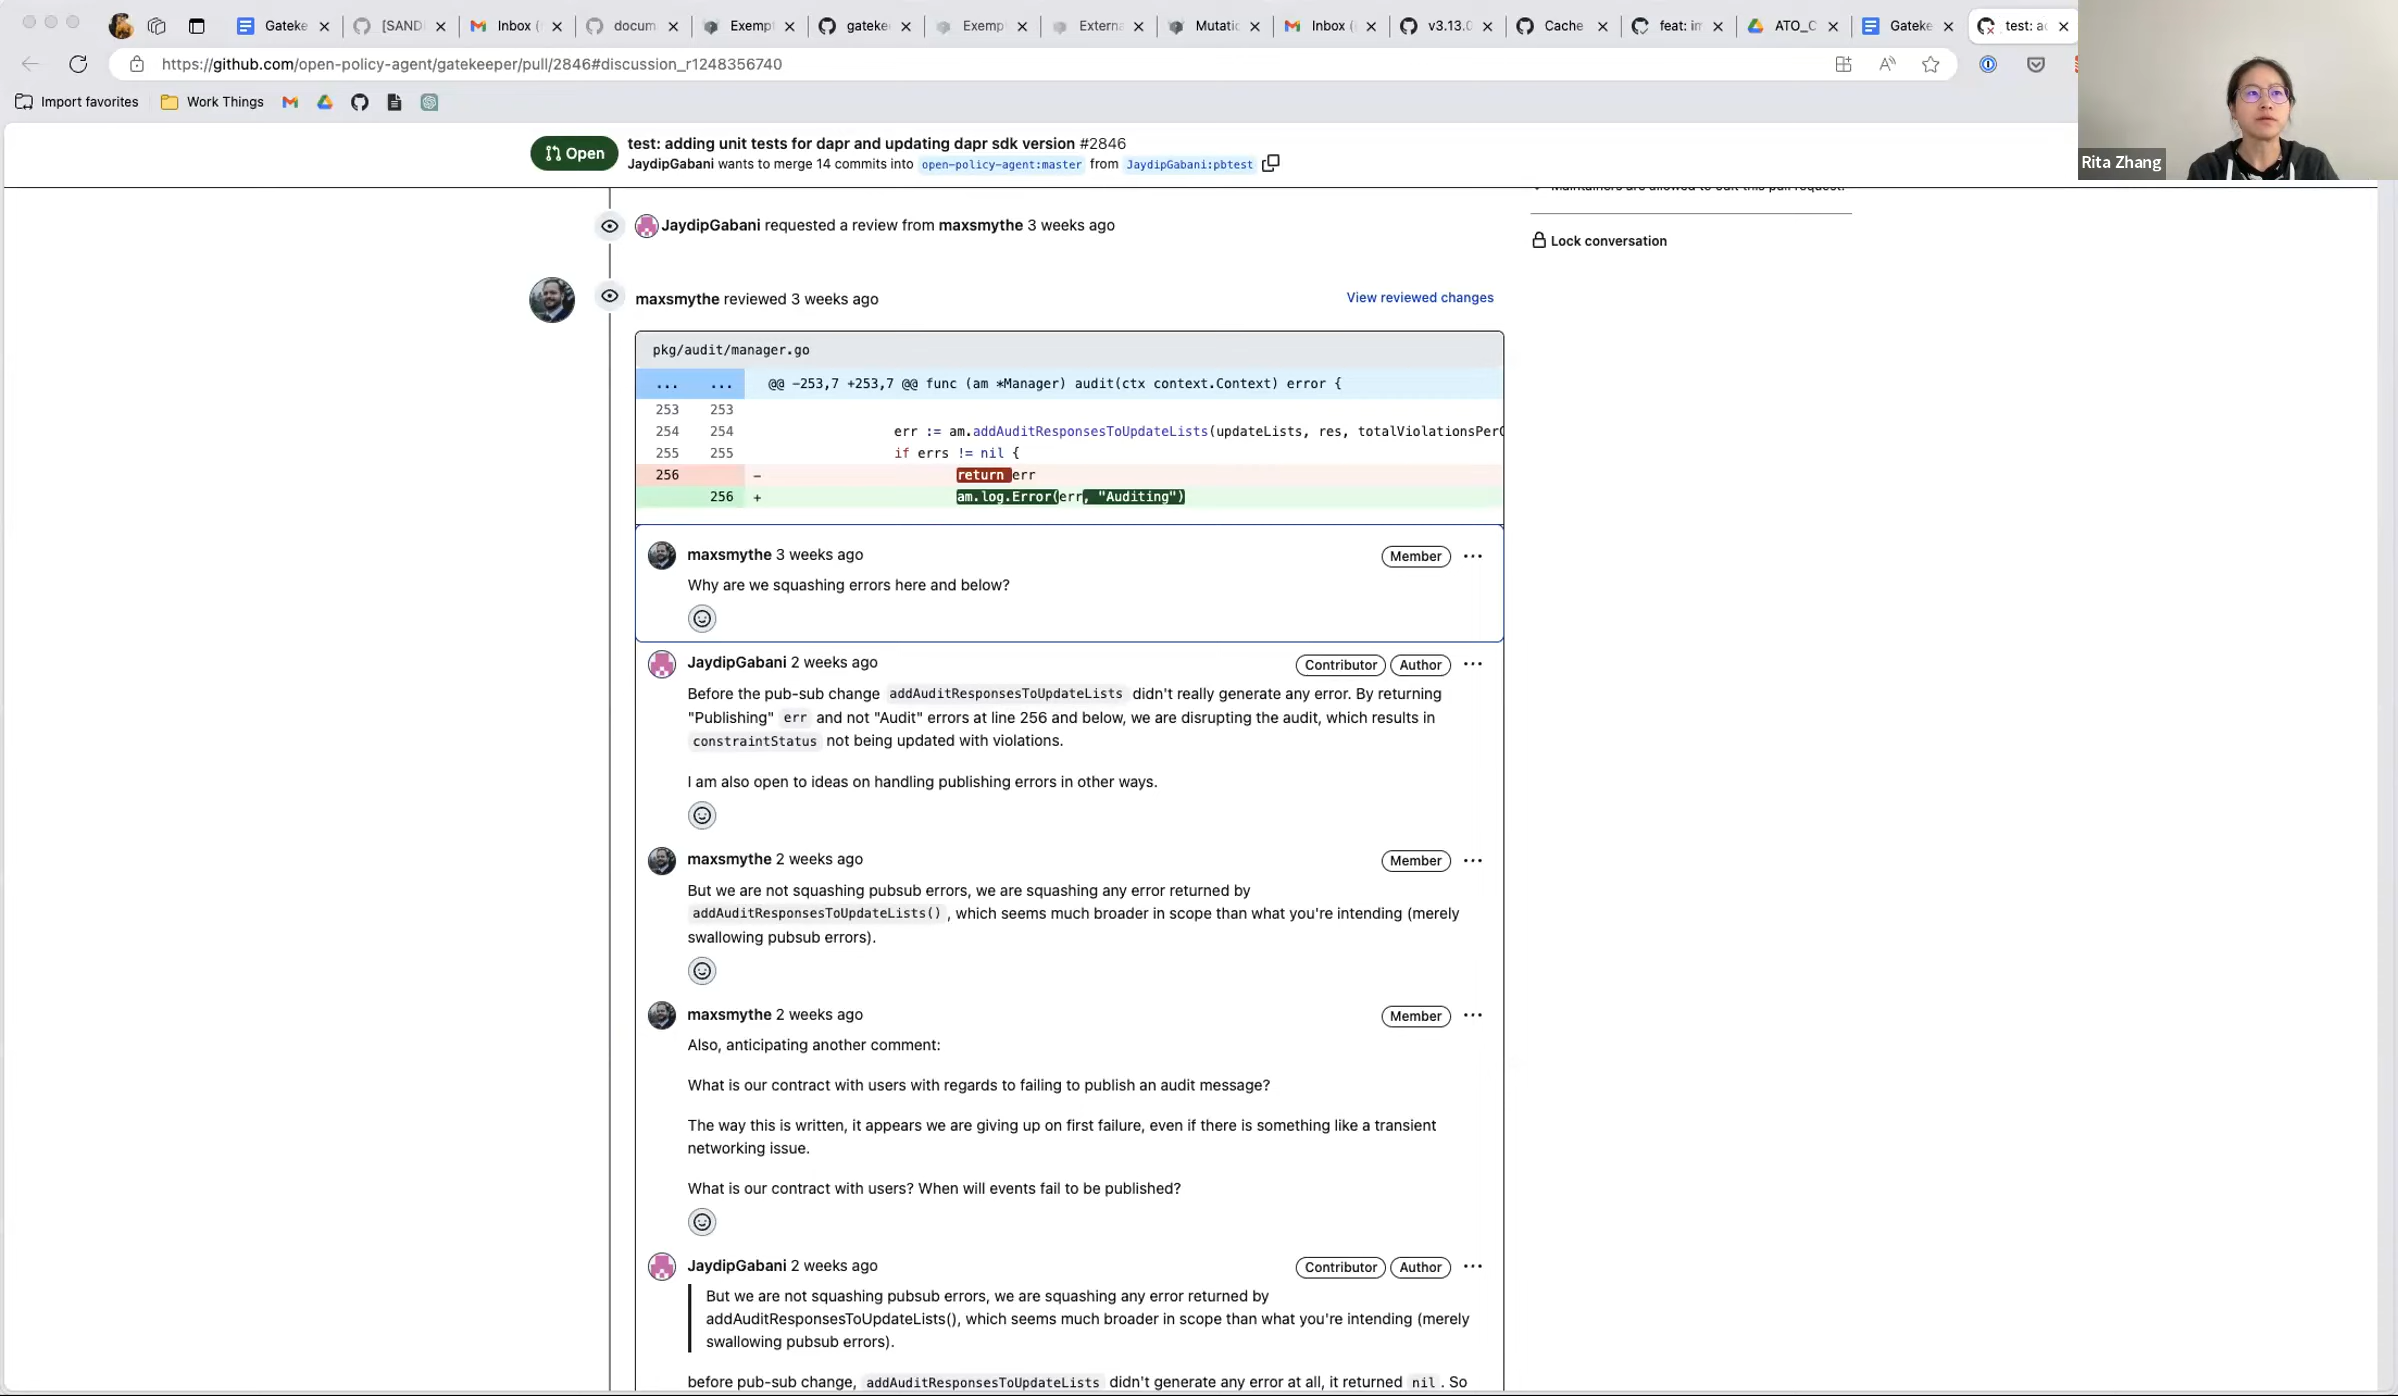 Gateke
[SAND
Inbox (
docum
Exempt
gatekee
Exemp
Externa
Mutatic
Inbox (
v3.13.0
Cache
feat: im
ATO_C
Gateke
test: ac
https://github.com/open-policy-agent/gatekeeper/pull/2846#discussion_r1248356740
Import favorites
Work Things
Rita Zhang
Open
test: adding unit tests for dapr and updating dapr sdk version #2846
JaydipGabani wants to merge 14 commits into open-policy-agent:master from JaydipGabani:pbtest
Maintainers are allowed to edit this pull request.
JaydipGabani requested a review from maxsmythe 3 weeks ago
Lock conversation
maxsmythe reviewed 3 weeks ago
View reviewed changes
pkg/audit/manager.go
... ... @@ -253,7 +253,7 @@ func (am *Manager) audit(ctx context.Context) error {
253 253
254 254 err := am.addAuditResponsesToUpdateLists(updateLists, res, totalViolationsPerC
255 255 if errs != nil {
256 - return err
256 + am.log.Error(err, "Auditing")
maxsmythe 3 weeks ago
Member ...
Why are we squashing errors here and below?
JaydipGabani 2 weeks ago
Contributor Author ...
Before the pub-sub change addAuditResponsesToUpdateLists didn't really generate any error. By returning
"Publishing" err and not "Audit" errors at line 256 and below, we are disrupting the audit, which results in
constraintStatus not being updated with violations.
I am also open to ideas on handling publishing errors in other ways.
maxsmythe 2 weeks ago
Member ...
But we are not squashing pubsub errors, we are squashing any error returned by
addAuditResponsesToUpdateLists() , which seems much broader in scope than what you're intending (merely
swallowing pubsub errors).
maxsmythe 2 weeks ago
Member ...
Also, anticipating another comment:
What is our contract with users with regards to failing to publish an audit message?
The way this is written, it appears we are giving up on first failure, even if there is something like a transient
networking issue.
What is our contract with users? When will events fail to be published?
JaydipGabani 2 weeks ago
Contributor Author ...
But we are not squashing pubsub errors, we are squashing any error returned by
addAuditResponsesToUpdateLists(), which seems much broader in scope than what you're intending (merely
swallowing pubsub errors).
before pub-sub change, addAuditResponsesToUpdateLists didn't generate any error at all, it returned nil . So